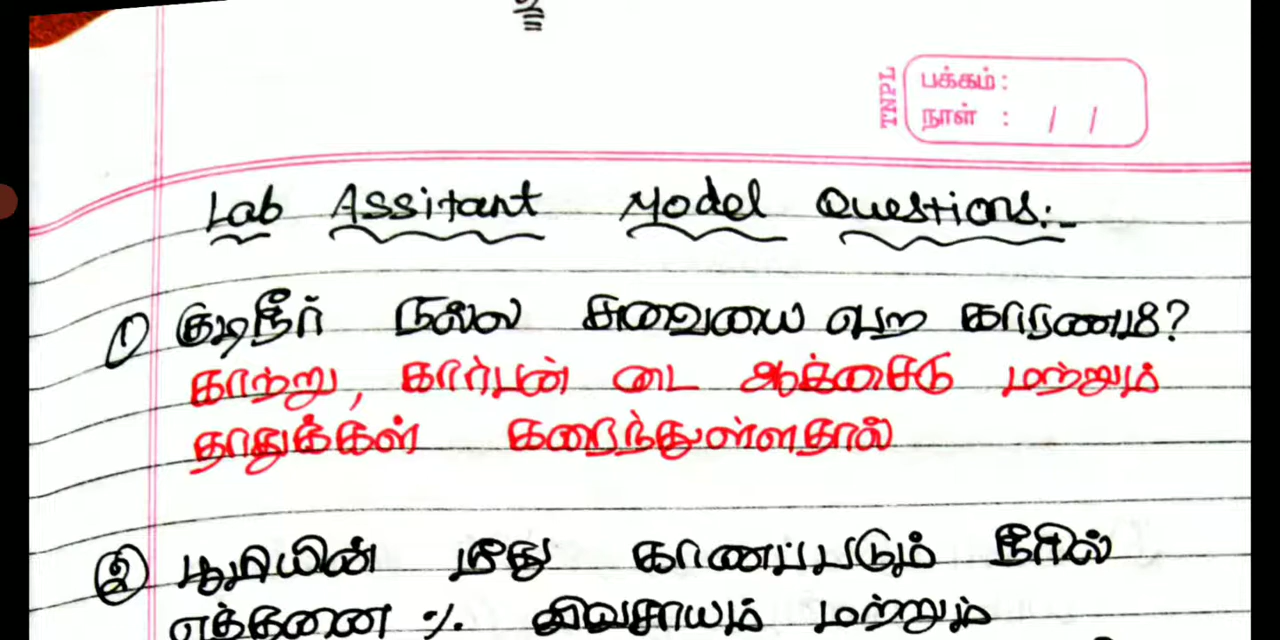 TNPL
பக்கம் :
நாள் : / /
Lab Assitant Model Questions:-
1) குடிநீர் நல்ல சுவையை பெற காரணம்?
காற்று, கார்பன் டை ஆக்சைடு மற்றும்
தாதுக்கள் கரைந்துள்ளதால்
2) பூமியின் மீது காணப்படும் நீரில்
எத்தனை % விவசாயம் மற்றும்